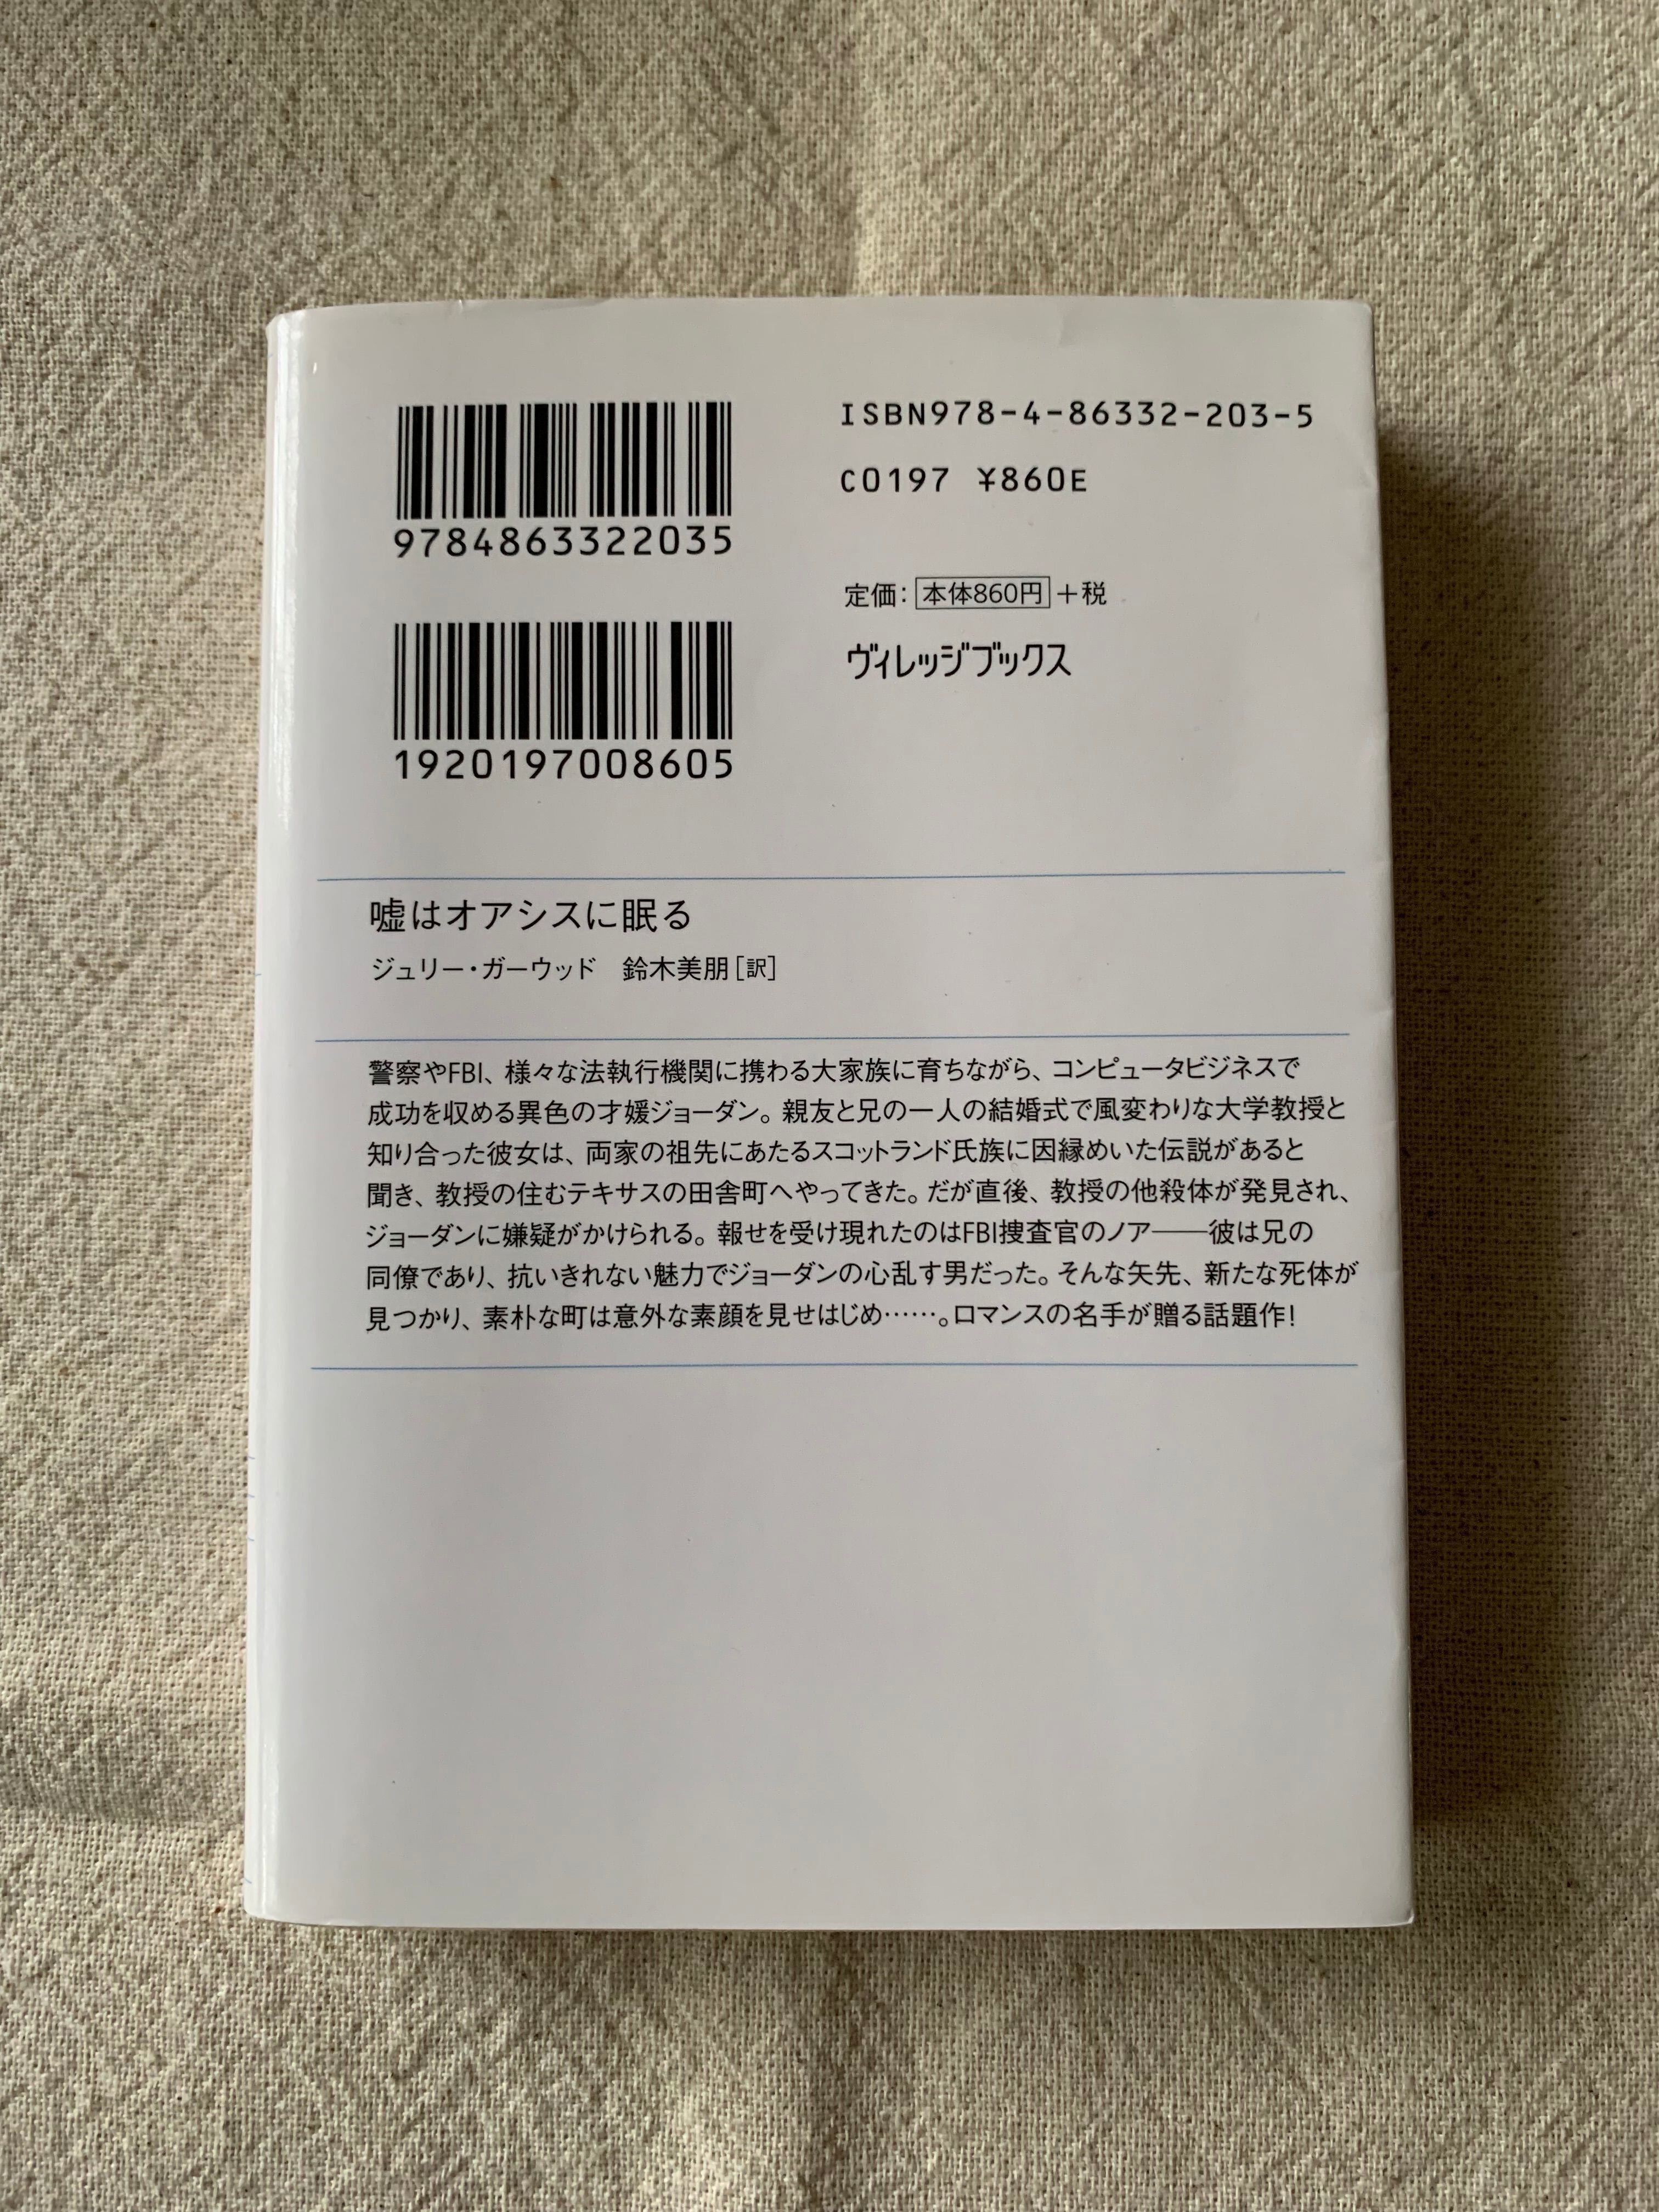 9784863322035
1920197008605
ISBN978-4-86332-203-5
C0197 ¥860E
定価：本体860円＋税
ヴィレッジブックス
嘘はオアシスに眠る
ジュリー・ガーウッド 鈴木美朋［訳］
警察やFBI、様々な法執行機関に携わる大家族に育ちながら、コンピュータビジネスで
成功を収める異色の才媛ジョーダン。親友と兄の一人の結婚式で風変わりな大学教授と
知り合った彼女は、両家の祖先にあたるスコットランド氏族に因縁めいた伝説があると
聞き、教授の住むテキサスの田舎町へやってきた。だが直後、教授の他殺体が発見され、
ジョーダンに嫌疑がかけられる。報せを受け現れたのはFBI捜査官のノア――彼は兄の
同僚であり、抗いきれない魅力でジョーダンの心乱す男だった。そんな矢先、新たな死体が
見つかり、素朴な町は意外な素顔を見せはじめ……。ロマンスの名手が贈る話題作！